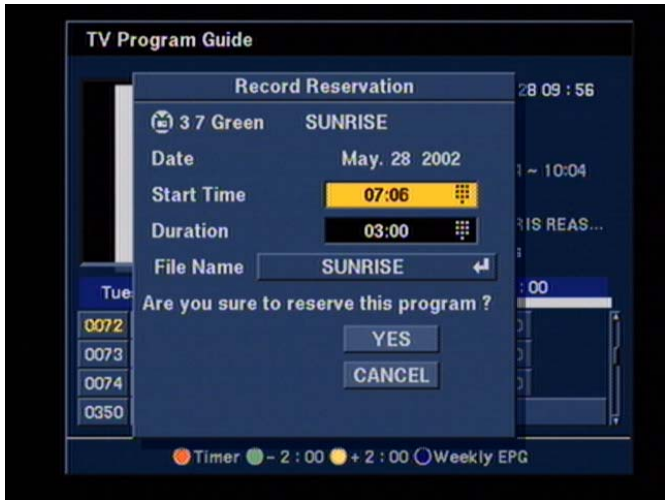 TV Program Guide
Record Reservation
28 09 : 56
3 7 Green SUNRISE
Date May. 28 2002
~ 10:04
Start Time 07:06
Duration 03:00
IS REAS...
File Name SUNRISE
Tue : 00
Are you sure to reserve this program ?
0072
YES
0073
0074
CANCEL
0350
Timer - 2 : 00 + 2 : 00 Weekly EPG